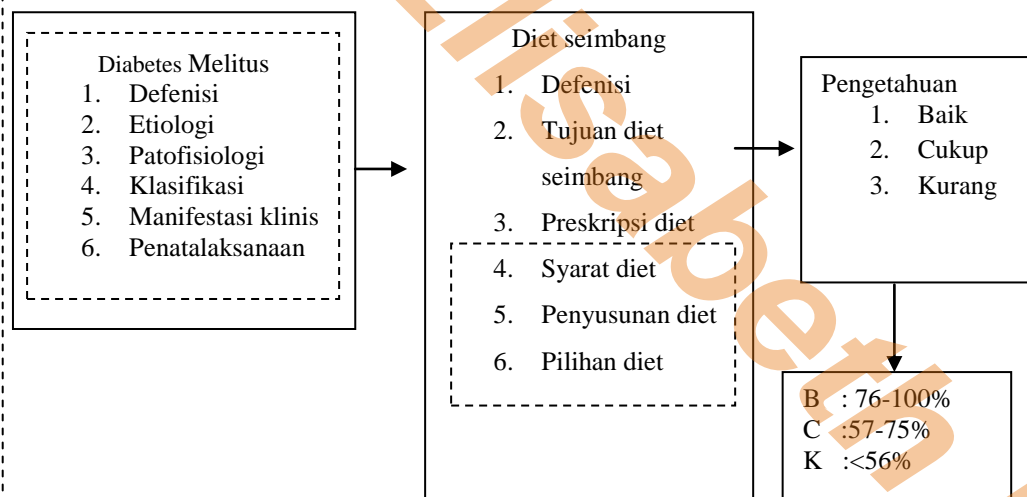 Diabetes Melitus
1. Defenisi
2. Etiologi
3. Patofisiologi
4. Klasifikasi
5. Manifestasi klinis
6. Penatalaksanaan
Diet seimbang
1. Defenisi
2. Tujuan diet
seimbang
3. Preskripsi diet
4. Syarat diet
5. Penyusunan diet
6. Pilihan diet
Pengetahuan
1. Baik
2. Cukup
3. Kurang
B : 76-100%
C :57-75%
K :<56%
lisabeth